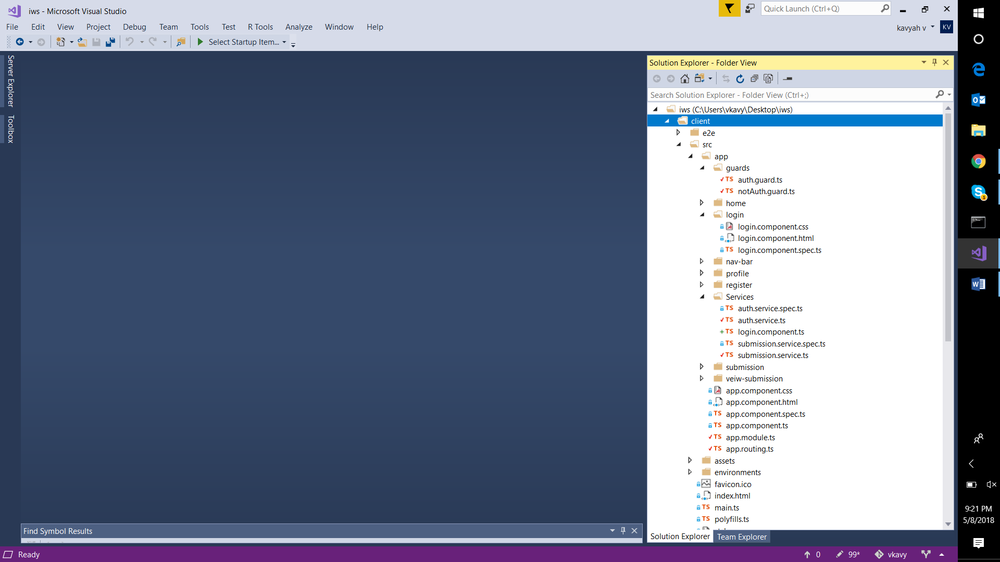 iws - Microsoft Visual Studio
Quick Launch (Ctrl+Q)
File Edit View Project Debug Team Tools Test R Tools Analyze Window Help
kavyah v KV
Select Startup Item...
Server Explorer
Toolbox
Solution Explorer - Folder View
Search Solution Explorer - Folder View (Ctrl+;)
iws (C:\Users\vkavy\Desktop\iws)
client
e2e
src
app
guards
TS auth.guard.ts
TS notAuth.guard.ts
home
login
login.component.css
login.component.html
TS login.component.spec.ts
nav-bar
profile
register
Services
TS auth.service.spec.ts
TS auth.service.ts
TS login.component.ts
TS submission.service.spec.ts
TS submission.service.ts
submission
veiw-submission
app.component.css
app.component.html
TS app.component.spec.ts
TS app.component.ts
TS app.module.ts
TS app.routing.ts
assets
environments
favicon.ico
index.html
TS main.ts
TS polyfills.ts
Solution Explorer Team Explorer
Find Symbol Results
Ready
0 99* vkavy
9:21 PM
5/8/2018